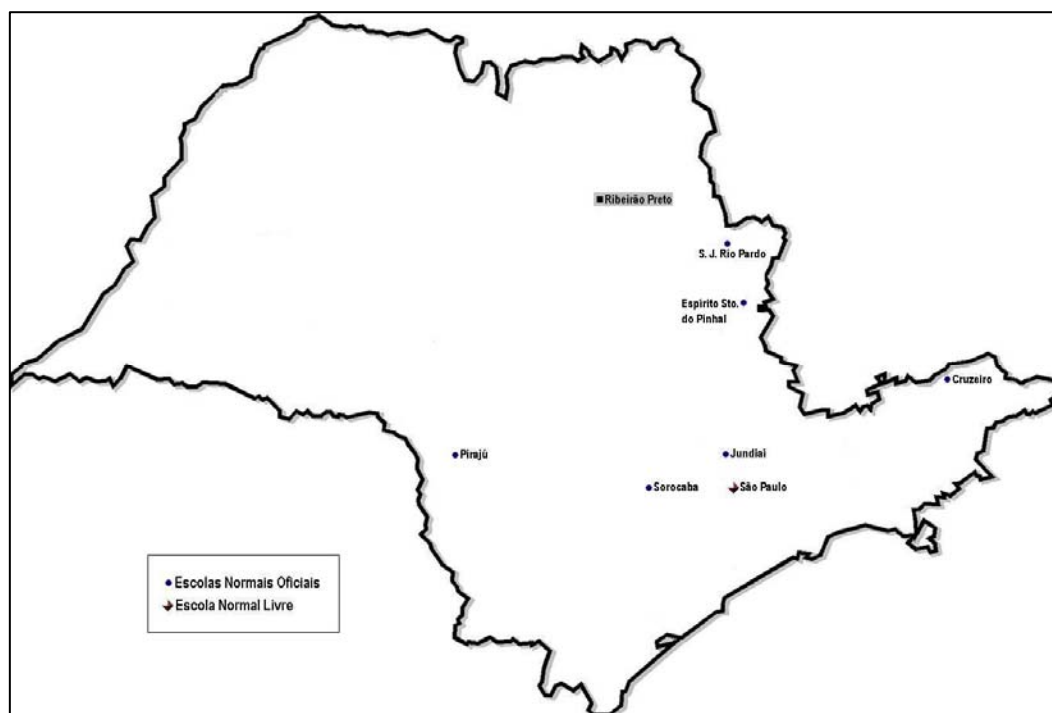 Ribeirão Preto
S. J. Rio Pardo
Espírito Sto.
do Pinhal
Cruzeiro
Pirajú
Jundiaí
Sorocaba
São Paulo
Escolas Normais Oficiais
Escola Normal Livre